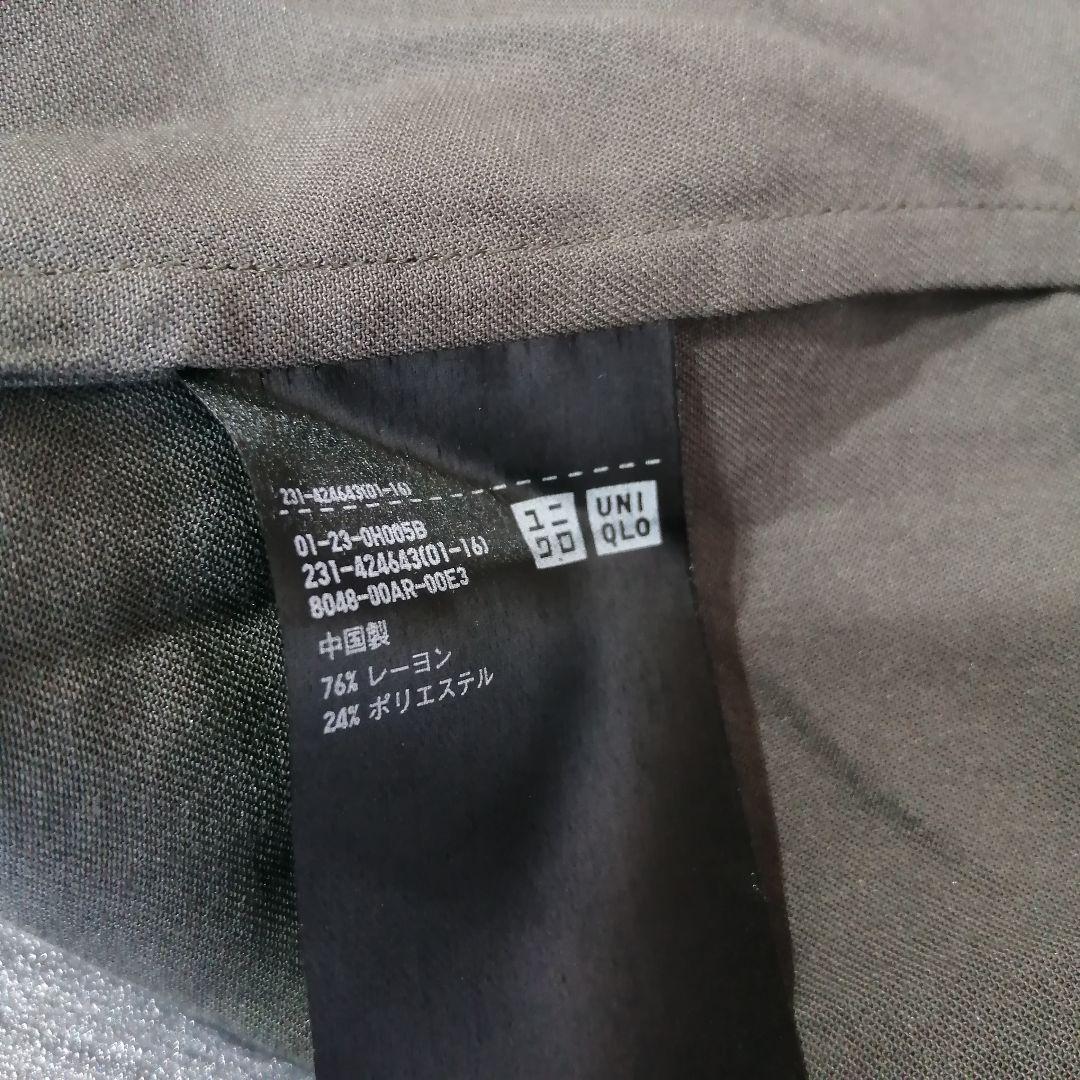 231-424643(01-16)
ユニ
クロ
UNI
QLO
01-23-0H005B
231-424643(01-16)
8048-00AR-00E3
中国製
76% レーヨン
24% ポリエステル